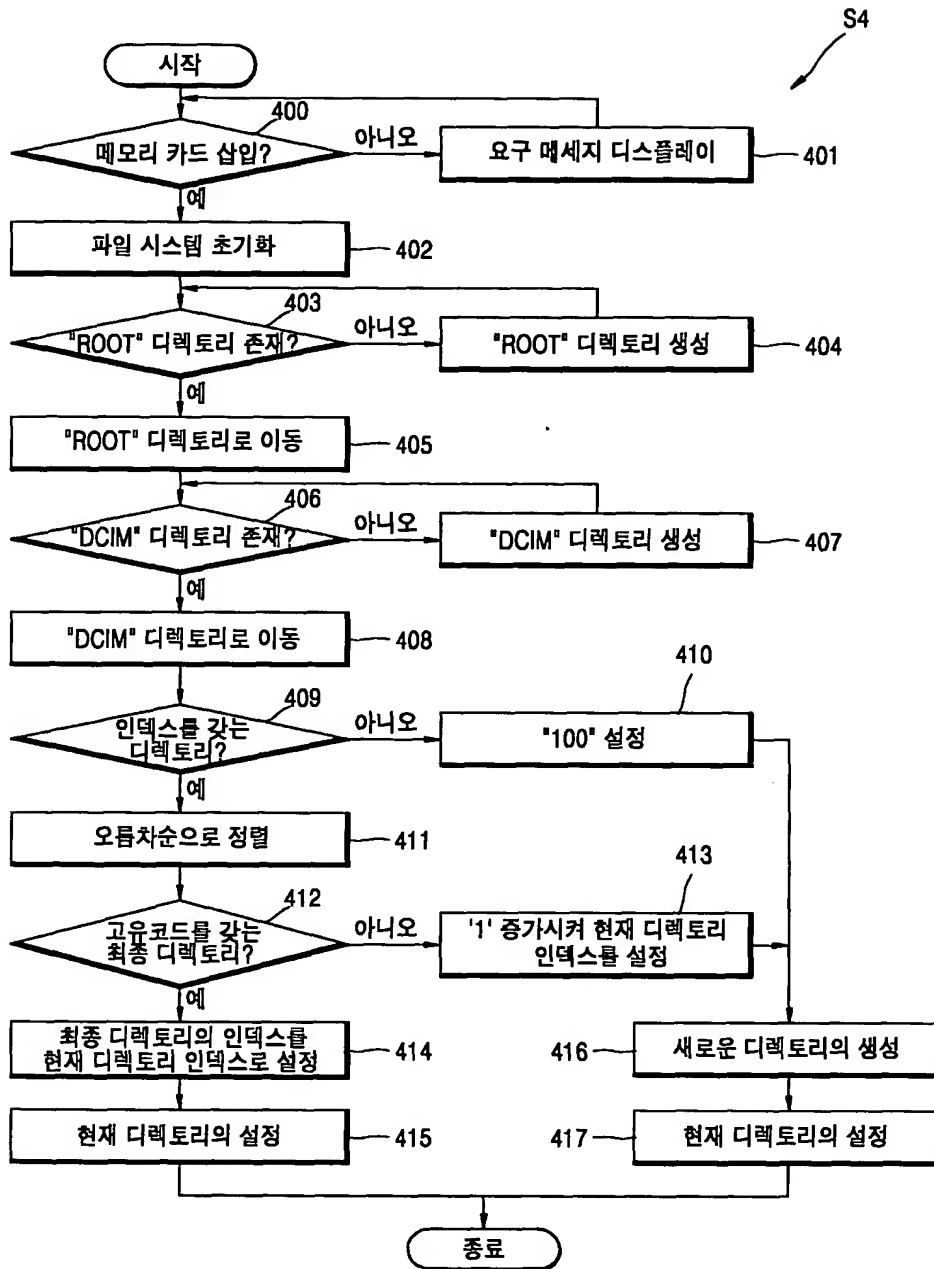 S4
시작
400
메모리 카드 삽입?
아니오
요구 메세지 디스플레이
401
예
파일 시스템 초기화
402
403
"ROOT" 디렉토리 존재?
아니오
"ROOT" 디렉토리 생성
404
예
"ROOT" 디렉토리로 이동
405
406
"DCIM" 디렉토리 존재?
아니오
"DCIM" 디렉토리 생성
407
예
"DCIM" 디렉토리로 이동
408
409
인덱스를 갖는
디렉토리?
아니오
410
"100" 설정
예
오름차순으로 정렬
411
412
고유코드를 갖는
최종 디렉토리?
아니오
413
'1' 증가시켜 현재 디렉토리
인덱스를 설정
예
최종 디렉토리의 인덱스를
현재 디렉토리 인덱스로 설정
414
416
새로운 디렉토리의 생성
현재 디렉토리의 설정
415
417
현재 디렉토리의 설정
종료